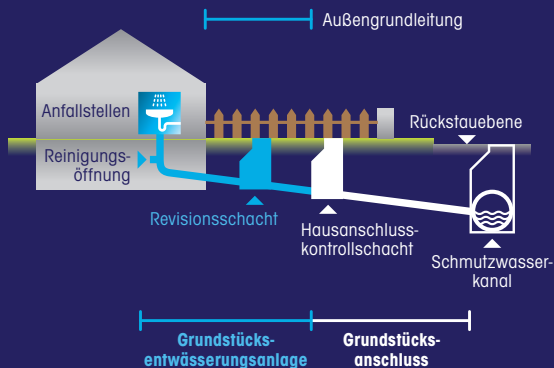 Außengrundleitung
Anfallstellen
Rückstauebene
Reinigungs-
öffnung
Revisionsschacht
Hausanschluss-
kontrollschacht
Schmutzwasser-
kanal
Grundstücks-
entwässerungsanlage
Grundstücks-
anschluss